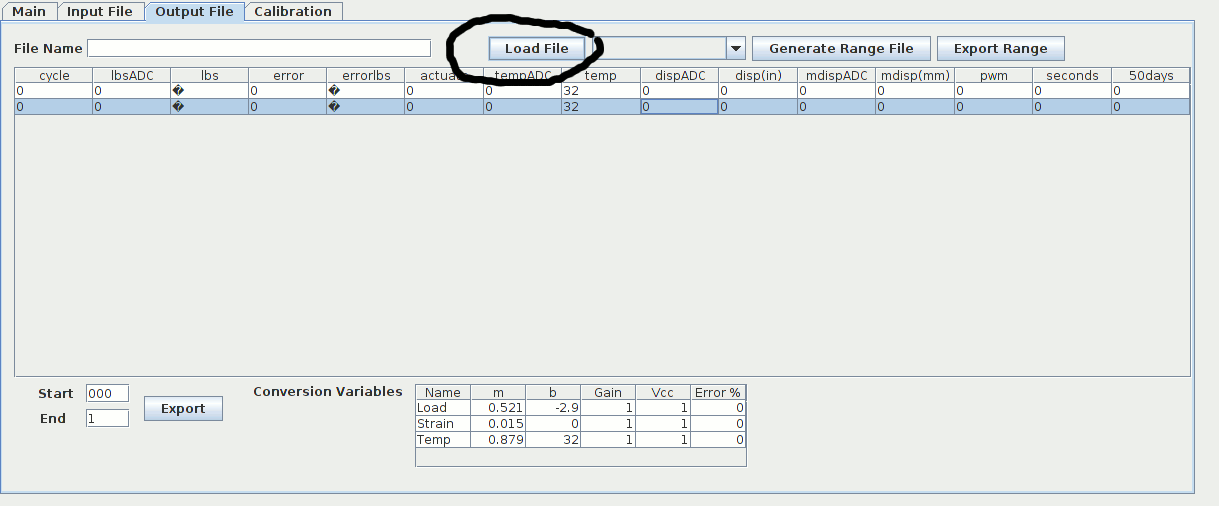 Main Input File Output File Calibration
File Name Load File Generate Range File Export Range
cycle lbsADC lbs error errorlbs actua tempADC temp dispADC disp(in) mdispADC mdisp(mm) pwm seconds 50days
0 0 � 0 � 0 0 32 0 0 0 0 0 0 0
0 0 � 0 � 0 0 32 0 0 0 0 0 0 0
Start 000 Conversion Variables Name m b Gain Vcc Error %
Load 0.521 -2.9 1 1 0
End 1 Export Strain 0.015 0 1 1 0
Temp 0.879 32 1 1 0